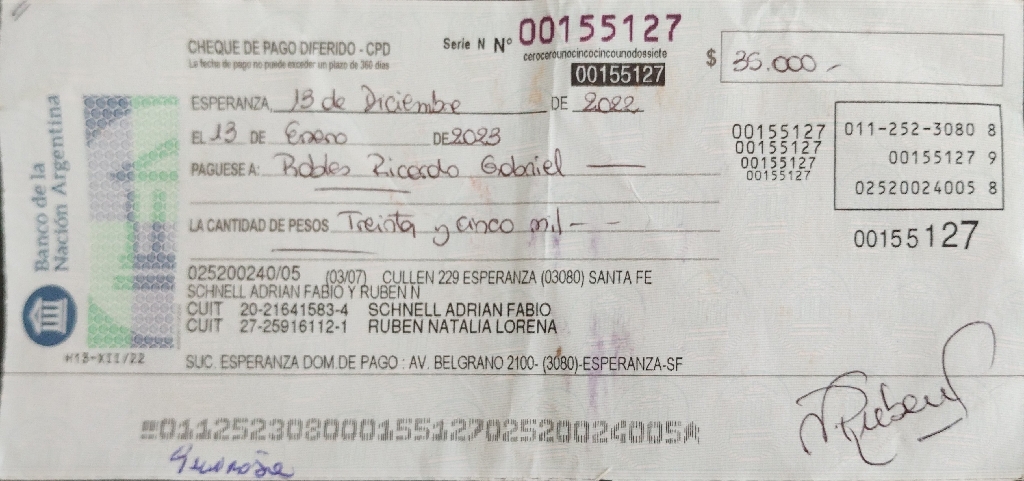 CHEQUE DE PAGO DIFERIDO - CPD
La fecha de pago no puede exceder un plazo de 360 días
Serie N Nº 00155127
cerocerounocincocincounodossiete
00155127
$ 35.000,-
ESPERANZA, 13 de Diciembre DE 2022
EL 13 DE Enero DE 2023
PAGUESE A: Robles Ricardo Gabriel
LA CANTIDAD DE PESOS Treinta y cinco mil - -
00155127
00155127
00155127
00155127
011-252-3080 8
00155127 9
02520024005 8
00155127
Banco de la
Nación Argentina
025200240/05 (03/07) CULLEN 229 ESPERANZA (03080) SANTA FE
SCHNELL ADRIAN FABIO Y RUBEN N
CUIT 20-21641583-4 SCHNELL ADRIAN FABIO
CUIT 27-25916112-1 RUBEN NATALIA LORENA
H13-XII/22
SUC. ESPERANZA DOM.DE PAGO : AV. BELGRANO 2100- (3080)-ESPERANZA-SF
01125230800015512702520024005